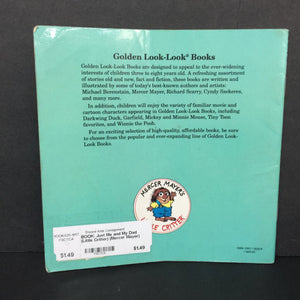 Golden Look-Look® Books
Golden Look-Look Books are designed to appeal to the ever-widening
interests of children three to eight years old. A refreshing assortment of
stories old and new, fact and fiction, these books are written and
illustrated by some of today's best-known authors and artists:
Michael Berenstain, Mercer Mayer, Richard Scarry, Cyndy Szekeres,
and many more.
In addition, children will enjoy the variety of familiar movie and
cartoon characters appearing in Golden Look-Look Books, including
Darkwing Duck, Garfield, Mickey and Minnie Mouse, Tiny Toon
favorites, and Winnie the Pooh.
For an exciting selection of high-quality, affordable books, be sure
to choose from the popular and ever-expanding line of Golden Look-
Look Books.
MERCER MAYER'S
LITTLE CRITTER
BOOK: Just Me and My Dad
(Little Critter) (Mercer Mayer)
$1.49
$1.49